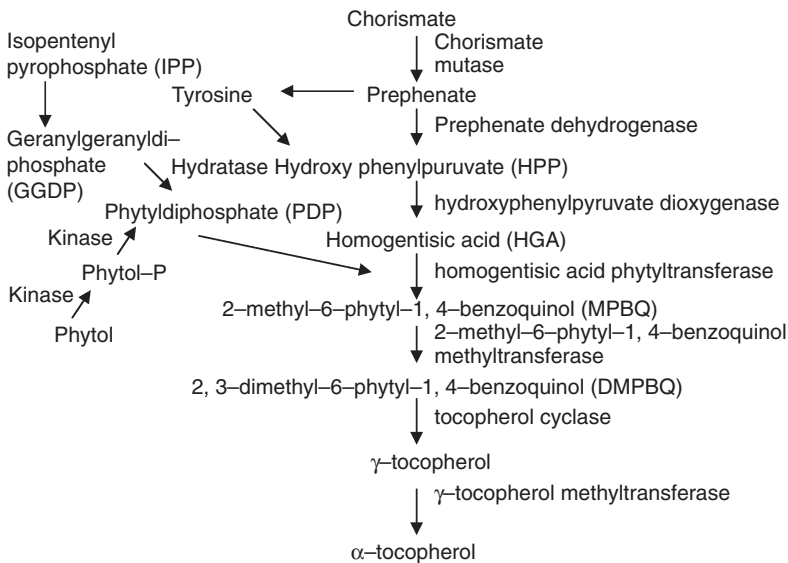 Chorismate
Isopentenyl
pyrophosphate (IPP)
Chorismate
mutase
Tyrosine
Prephenate
Prephenate dehydrogenase
Geranylgeranyldi–
phosphate
(GGDP)
Hydratase Hydroxy phenylpuruvate (HPP)
Phytyldiphosphate (PDP)
hydroxyphenylpyruvate dioxygenase
Kinase
Homogentisic acid (HGA)
Phytol–P
homogentisic acid phytyltransferase
Kinase
Phytol
2–methyl–6–phytyl–1, 4–benzoquinol (MPBQ)
2–methyl–6–phytyl–1, 4–benzoquinol
methyltransferase
2, 3–dimethyl–6–phytyl–1, 4–benzoquinol (DMPBQ)
tocopherol cyclase
γ–tocopherol
γ–tocopherol methyltransferase
α–tocopherol